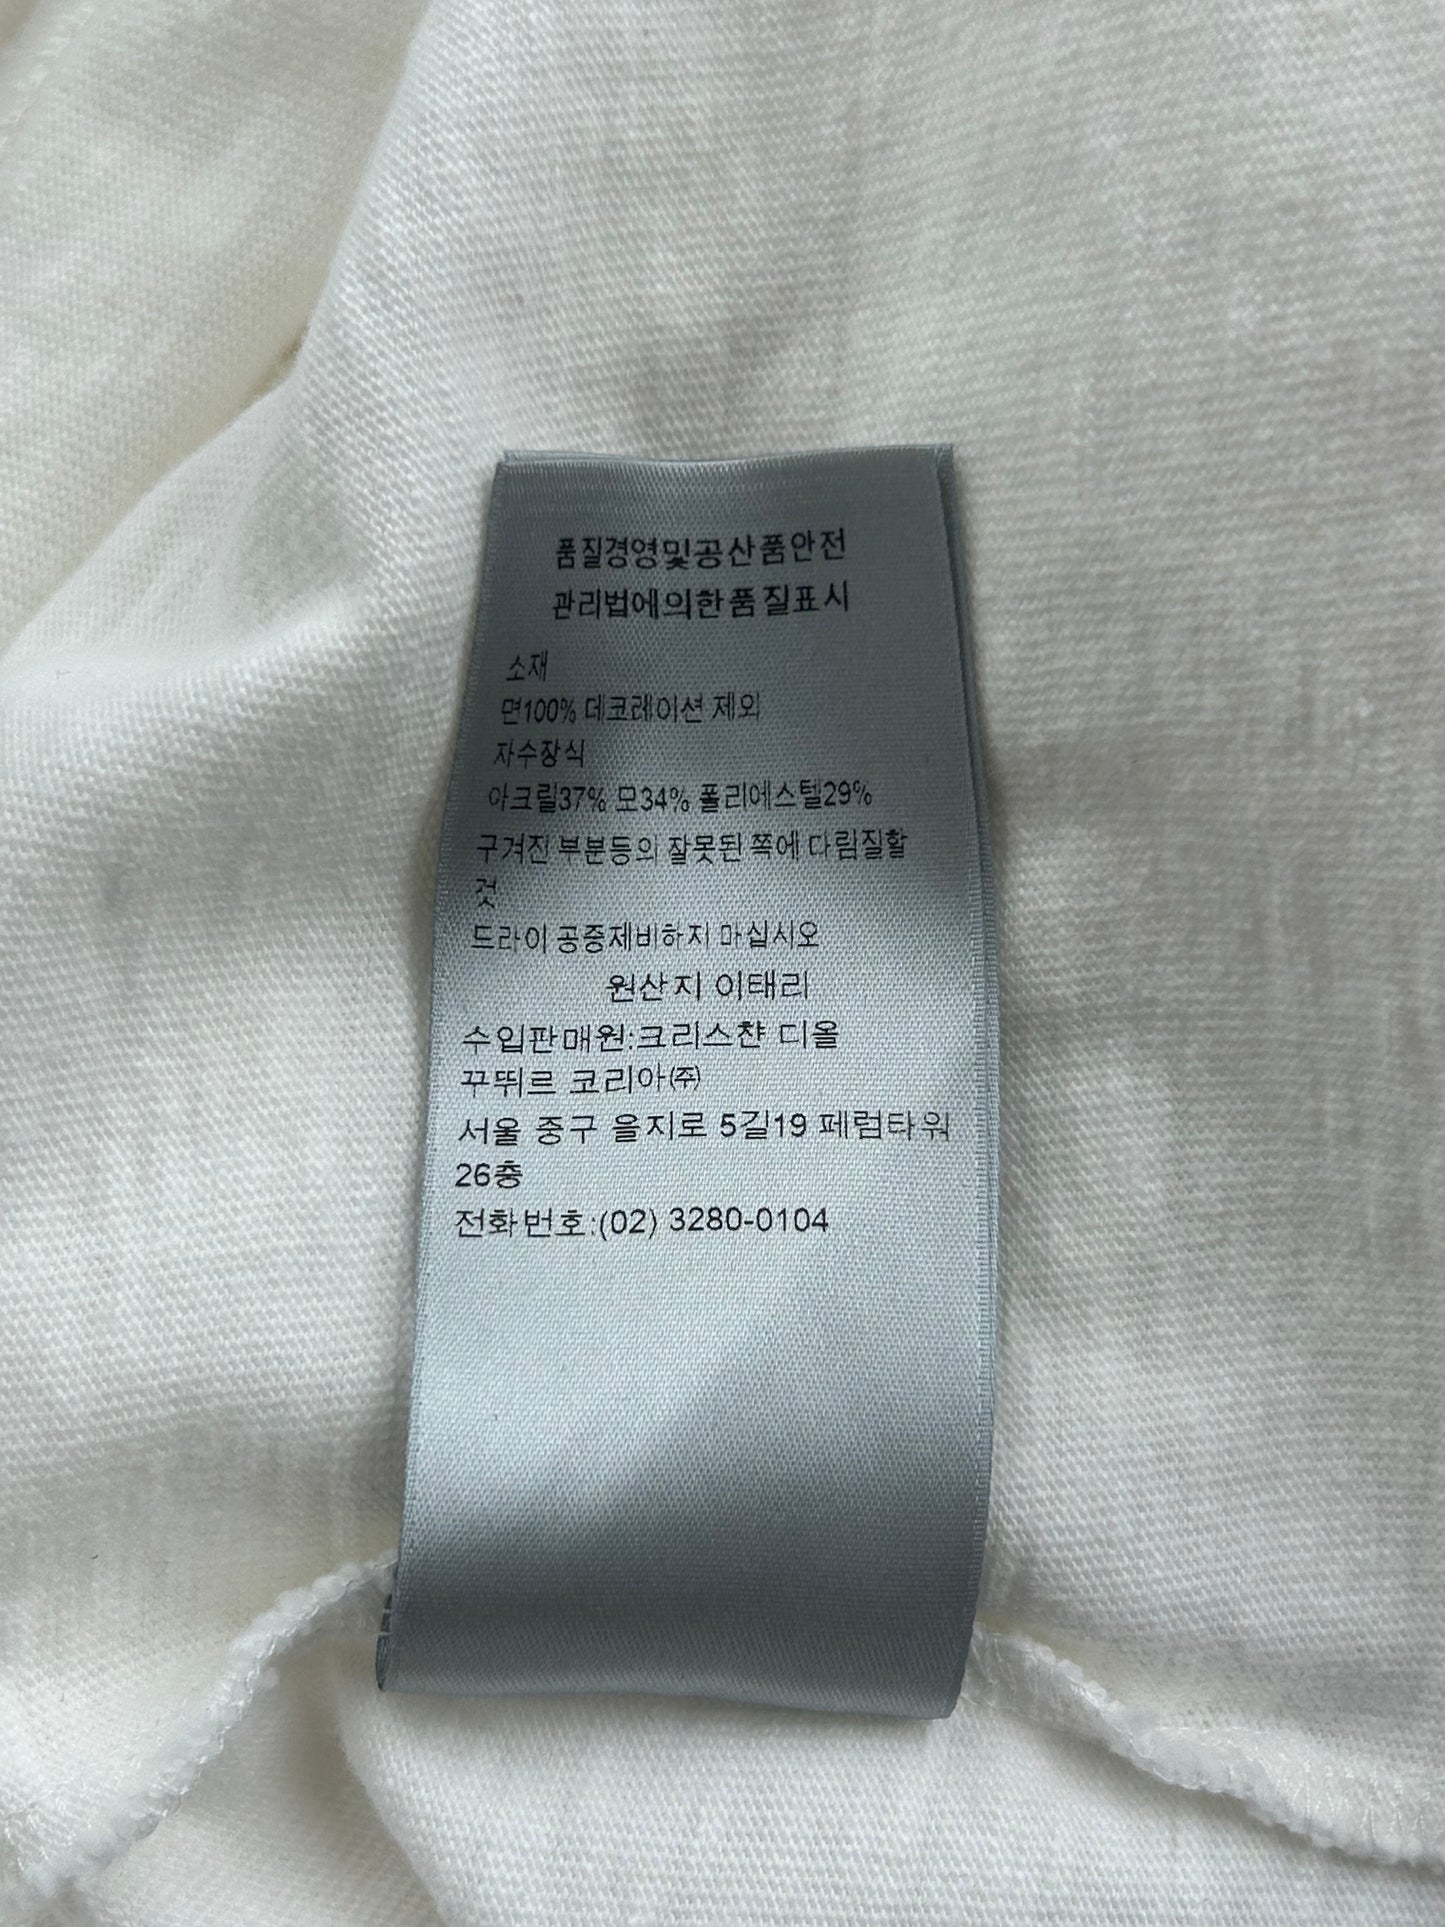 품질경영및공산품안전
관리법에의한품질표시
소재
면100% 데코레이션 제외
자수장식
아크릴37% 모34% 폴리에스텔29%
구겨진 부분등의 잘못된 쪽에 다림질할
것
드라이 공중제비하지 마십시오
원산지 이태리
수입판매원:크리스챤 디올
꾸뛰르 코리아㈜
서울 중구 을지로 5길19 페럼타워
26층
전화번호:(02) 3280-0104